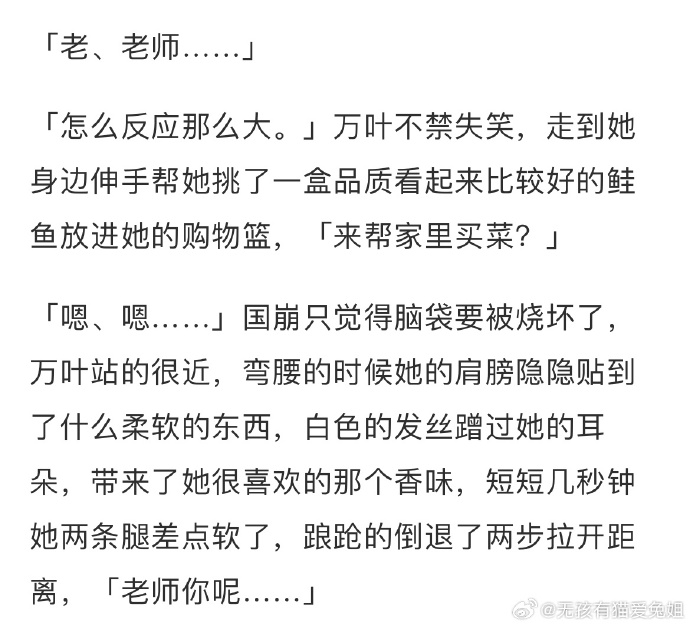 「老、老师……」
「怎么反应那么大。」万叶不禁失笑，走到她
身边伸手帮她挑了一盒品质看起来比较好的鲑
鱼放进她的购物篮，「来帮家里买菜？」
「嗯、嗯……」国崩只觉得脑袋要被烧坏了，
万叶站的很近，弯腰的时候她的肩膀隐隐贴到
了什么柔软的东西，白色的发丝蹭过她的耳
朵，带来了她很喜欢的那个香味，短短几秒钟
她两条腿差点软了，踉跄的倒退了两步拉开距
离，「老师你呢……」
@无孩有猫爱兔姐